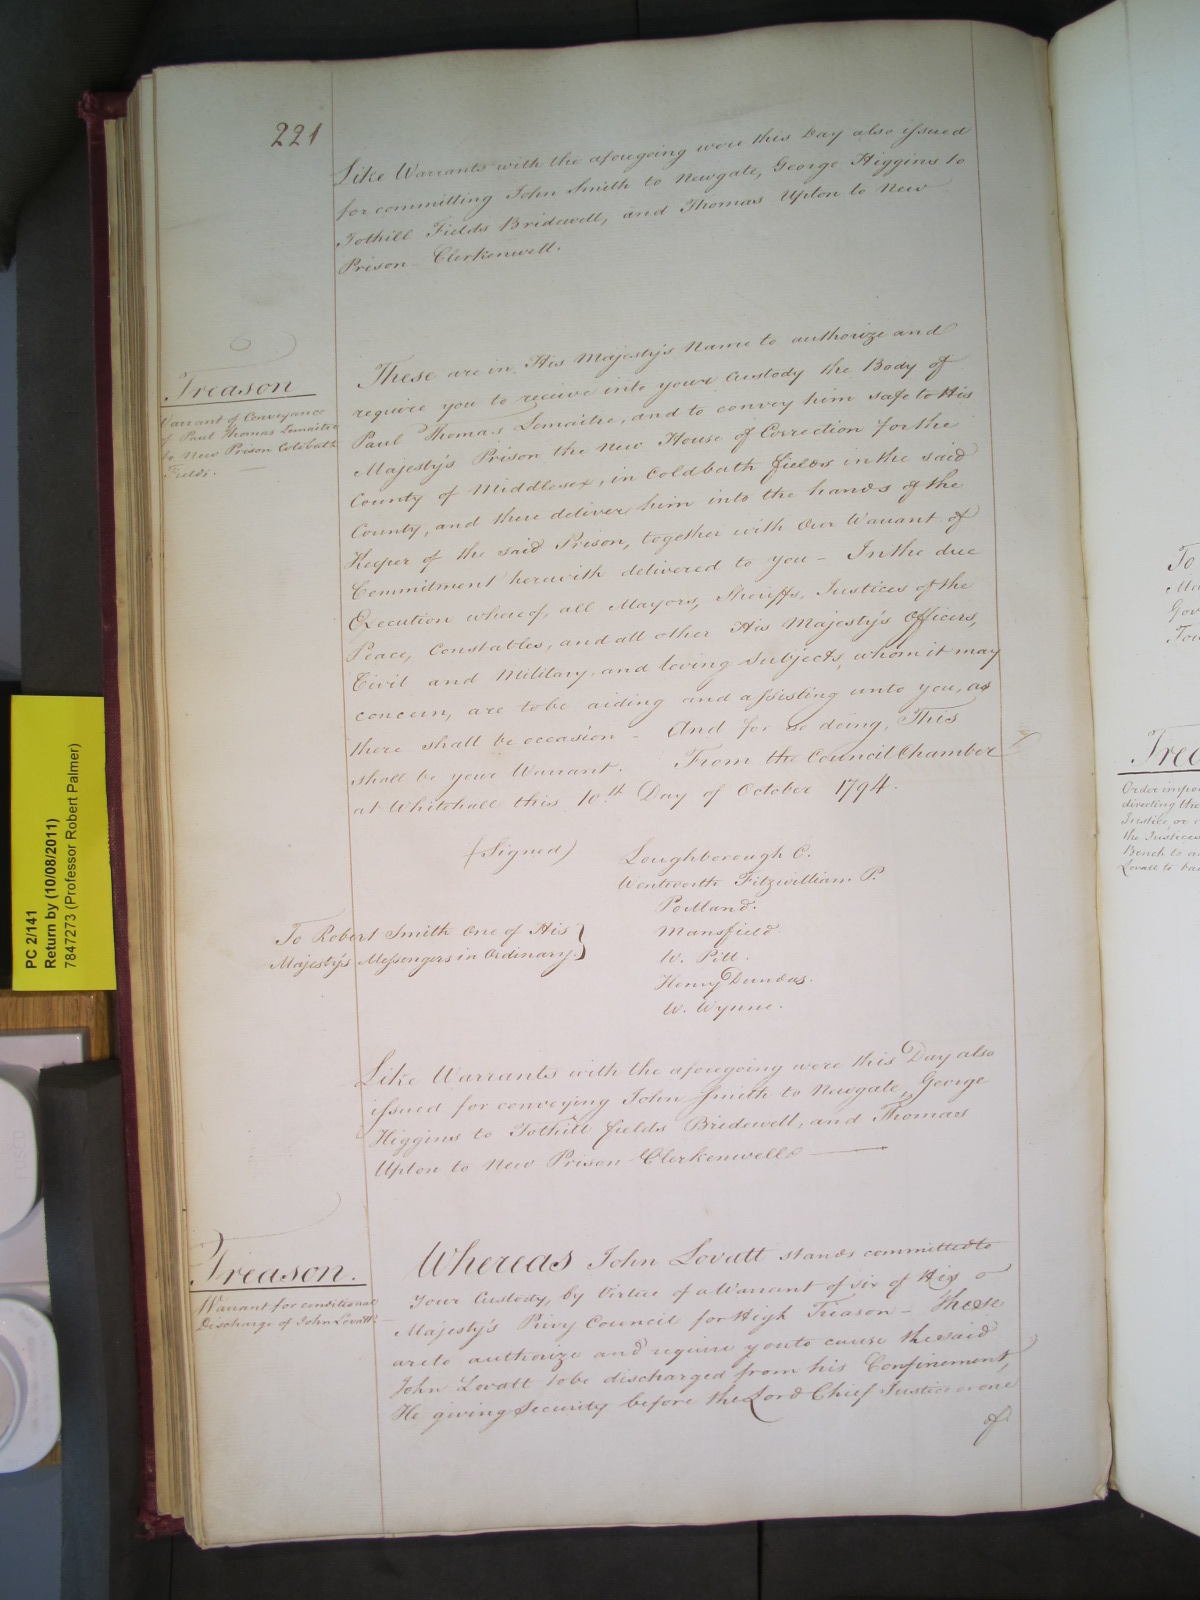 221
Like Warrants with the aforegoing were this Day also issued
for committing John Smith to Newgate, George Higgins to
Tothill Fields Bridewell, and Thomas Upton to New
Prison Clerkenwell.
Treason
Warrant of Conveyance
of Paul Thomas Lemaitre
to New Prison Coldbath
Fields.
These are in His Majesty's Name to authorize and
require you to receive into your Custody the Body of
Paul Thomas Lemaitre, and to convey him safe to His
Majesty's Prison the New House of Correction for the
County of Middlesex, in Coldbath fields in the said
County, and there deliver him into the hands of the
Keeper of the said Prison, together with Our Warrant of
Commitment herewith delivered to you - In the due
Execution whereof, all Mayors, Sheriffs, Justices of the
Peace, Constables, and all other His Majesty's Officers,
Civil and Military, and loving Subjects, whom it may
concern, are to be aiding and assisting unto you, as
there shall be occasion - And for so doing, This
shall be your Warrant. From the Council Chamber
at Whitehall this 10th Day of October 1794.
(Signed) Loughborough C.
Wentworth Fitzwilliam P.
Portland.
To Robert Smith One of His
Majesty's Messengers in Ordinary.}
Mansfield
W. Pitt.
Henry Dundas.
W. Wynne.
Like Warrants with the aforegoing were this Day also
issued for conveying John Smith to Newgate, George
Higgins to Tothill fields Bridewell, and Thomas
Upton to New Prison Clerkenwell
Treason.
Warrant for conditional
Discharge of John Lovatt.
Whereas John Lovatt stands committed to
Your Custody, by Virtue of a Warrant of six of His
Majesty's Privy Council for High Treason - These
are to authorize and require you to cause the said
John Lovatt to be discharged from his Confinement,
He giving Security before the Lord Chief Justice or one
of
To
Gov
Trea
Order
directing the
Justice or
the Justices
Bench to
Lovatt to
PC 2/141
Return by (10/08/2011)
7847273 (Professor Robert Palmer)